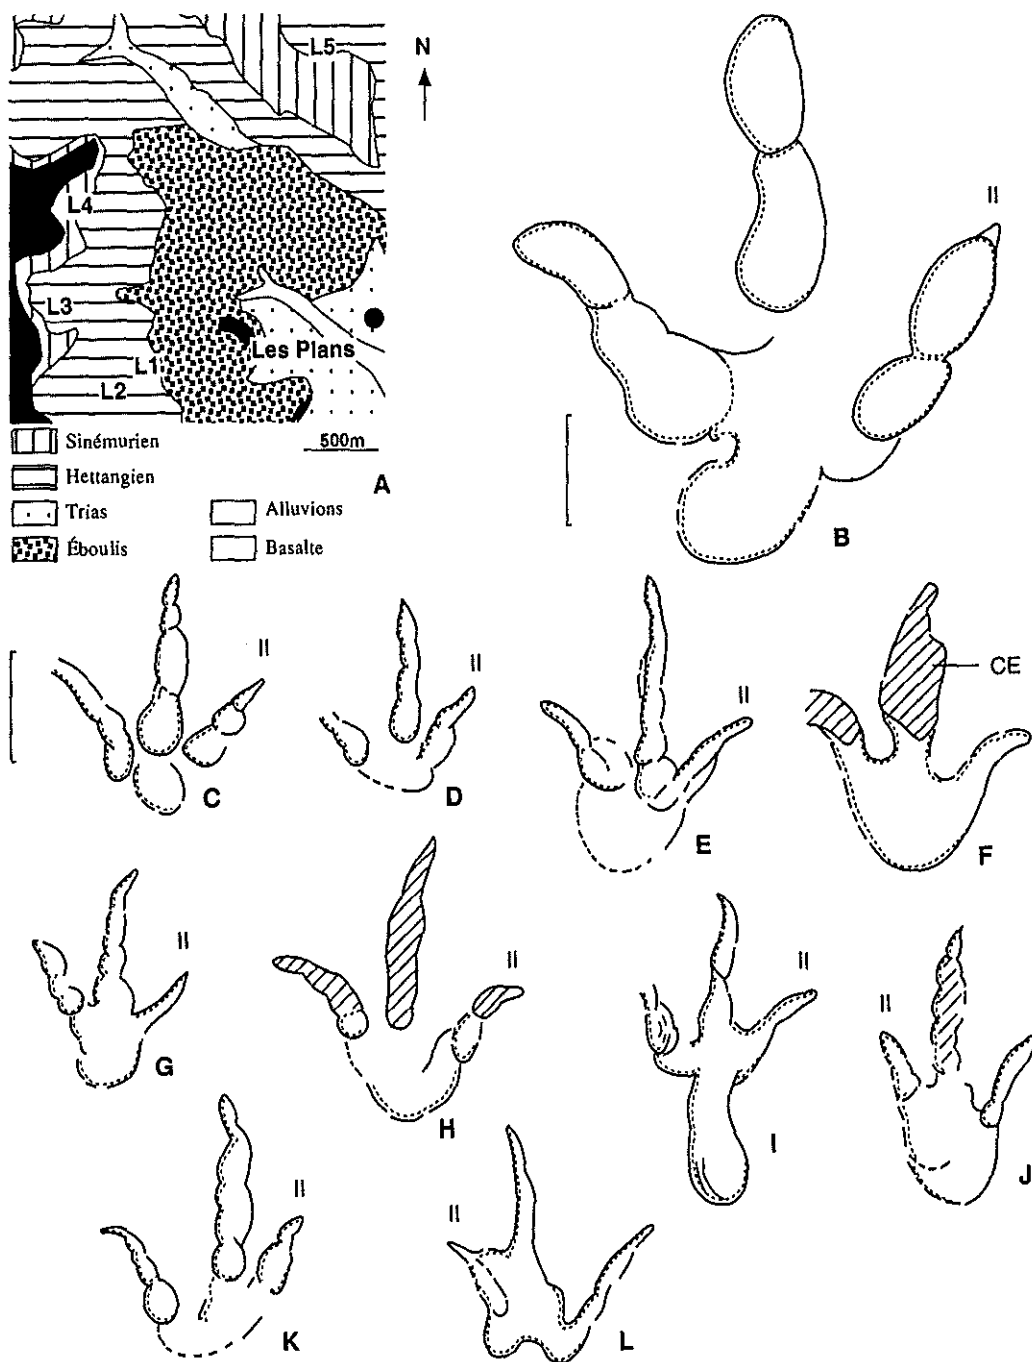 L5
N
L4
L3
L1
Les Plans
L2
500m
A
Sinémurien
Hettangien
Trias
Éboulis
Alluvions
Basalte
II
B
II
C
II
D
II
E
CE
F
II
G
II
H
II
I
II
J
II
K
II
L